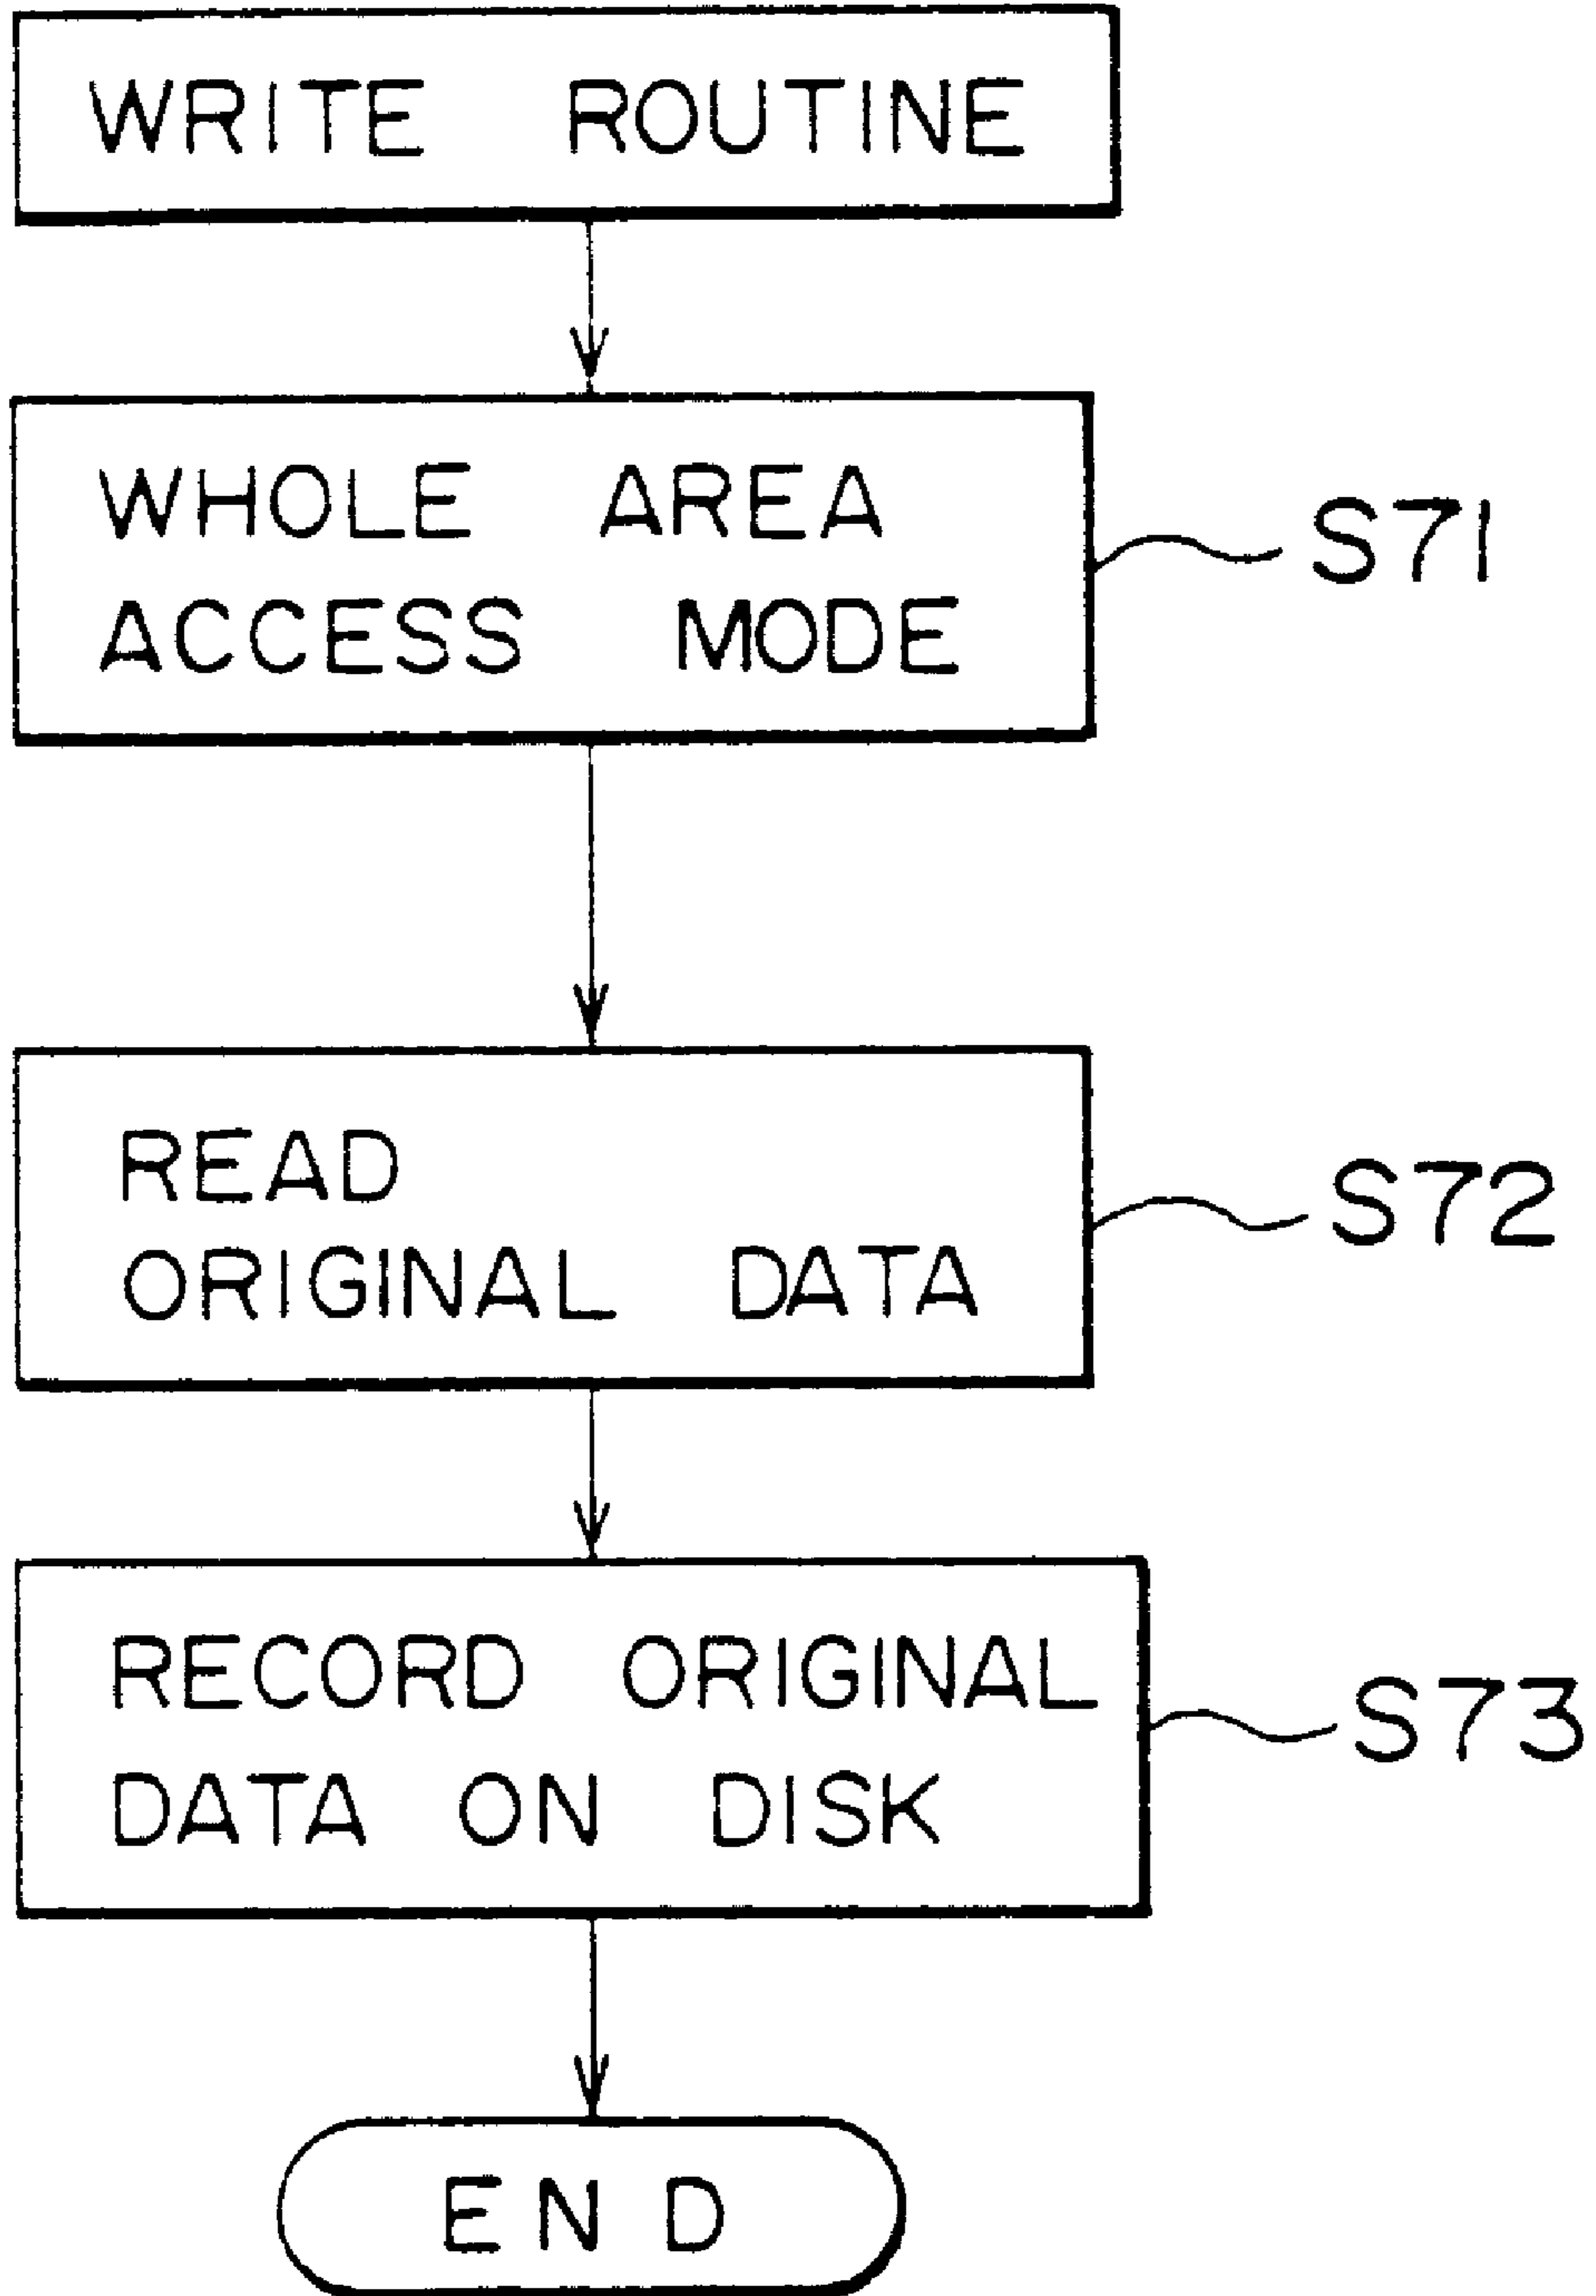 WRITE ROUTINE
WHOLE AREA
ACCESS MODE
S71
READ
ORIGINAL DATA
S72
RECORD ORIGINAL
DATA ON DISK
S73
END